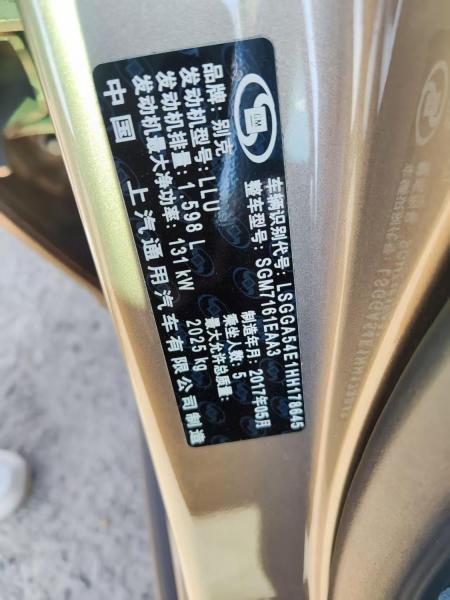 GM
品牌: 别克
车辆识别代号: LSGGA54E1HH178645
发动机型号: LLU
整车型号: SGM7161EAA3
发动机排量: 1.598 L
制造年月: 2017年05月
发动机最大净功率: 131 kW
乘坐人数: 5
最大允许总质量: 2025 kg
中国 上汽通用汽车有限公司制造